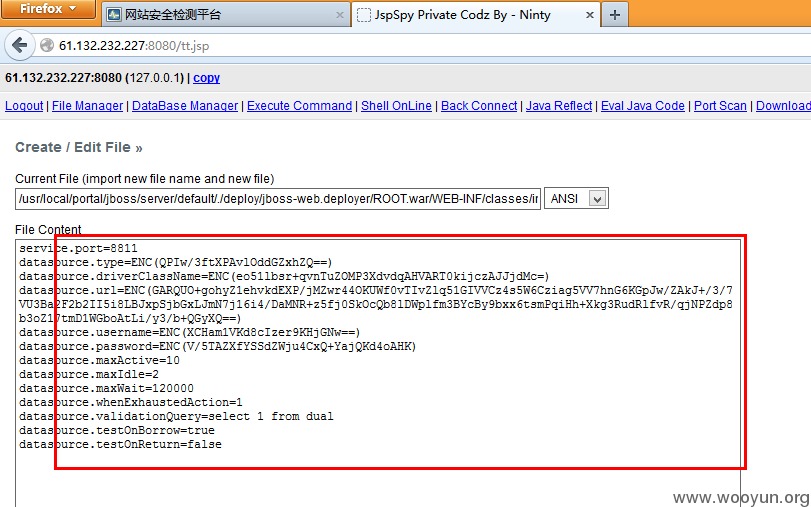 Firefox
网站安全检测平台
JspSpy Private Codz By - Ninty
61.132.232.227:8080/tt.jsp
61.132.232.227:8080 (127.0.0.1) | copy
Logout | File Manager | DataBase Manager | Execute Command | Shell OnLine | Back Connect | Java Reflect | Eval Java Code | Port Scan | Download
Create / Edit File »
Current File (import new file name and new file)
/usr/local/portal/jboss/server/default/./deploy/jboss-web.deployer/ROOT.war/WEB-INF/classes/in
ANSI
File Content
service.port=8811
datasource.type=ENC(QPIw/3ftXPAvlOddGZxhZQ==)
datasource.driverClassName=ENC(eo51lbsr+qvnTuZOMP3XdvdqAHVART0kijczAJJjdMc=)
datasource.url=ENC(GARQUO+gohyZ1ehvkdEXP/jMZwr44OKUWf0vTIvZlq51GIVVCz4s5W6Cziag5VV7hnG6KGpJw/ZAkJ+/3/7
VU3Ba2F2b2II5i8LBJxpSjbGxLJmN7j16i4/DaMNR+z5fj0SkOcQb8lDWplfm3BYcBy9bxx6tsmPqiHh+Xkg3RudRlfvR/qjNPZdp8
b3oZ17tmD1WGboAtLi/y3/b+QGyXQ==)
datasource.username=ENC(XCHam1VKd8cIzer9KHjGNw==)
datasource.password=ENC(V/5TAZXfYSSdZWju4CxQ+YajQKd4oAHK)
datasource.maxActive=10
datasource.maxIdle=2
datasource.maxWait=120000
datasource.whenExhaustedAction=1
datasource.validationQuery=select 1 from dual
datasource.testOnBorrow=true
datasource.testOnReturn=false
www.wooyun.org